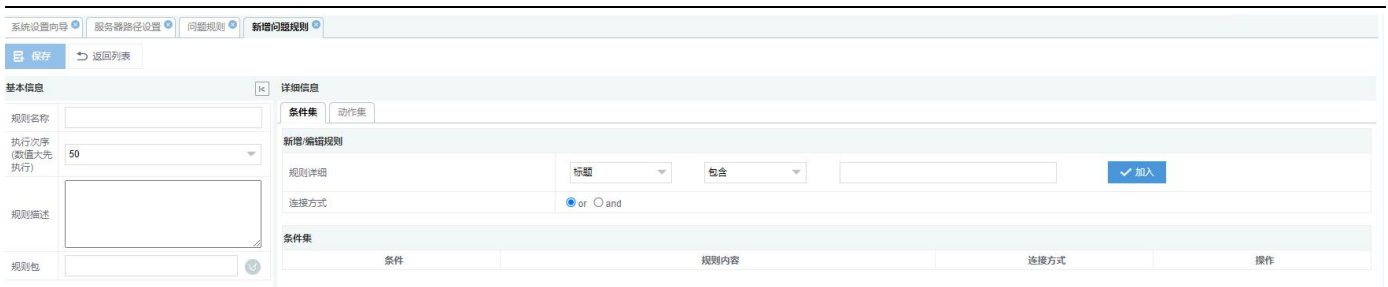 系统设置向导 服务器路径设置 问题规则 新增问题规则
保存 返回列表
基本信息
规则名称
执行次序
(数值大先
执行)
50
规则描述
规则包
详细信息
条件集 动作集
新增/编辑规则
规则详细 标题 包含 加入
连接方式 or and
条件集
条件 规则内容 连接方式 操作